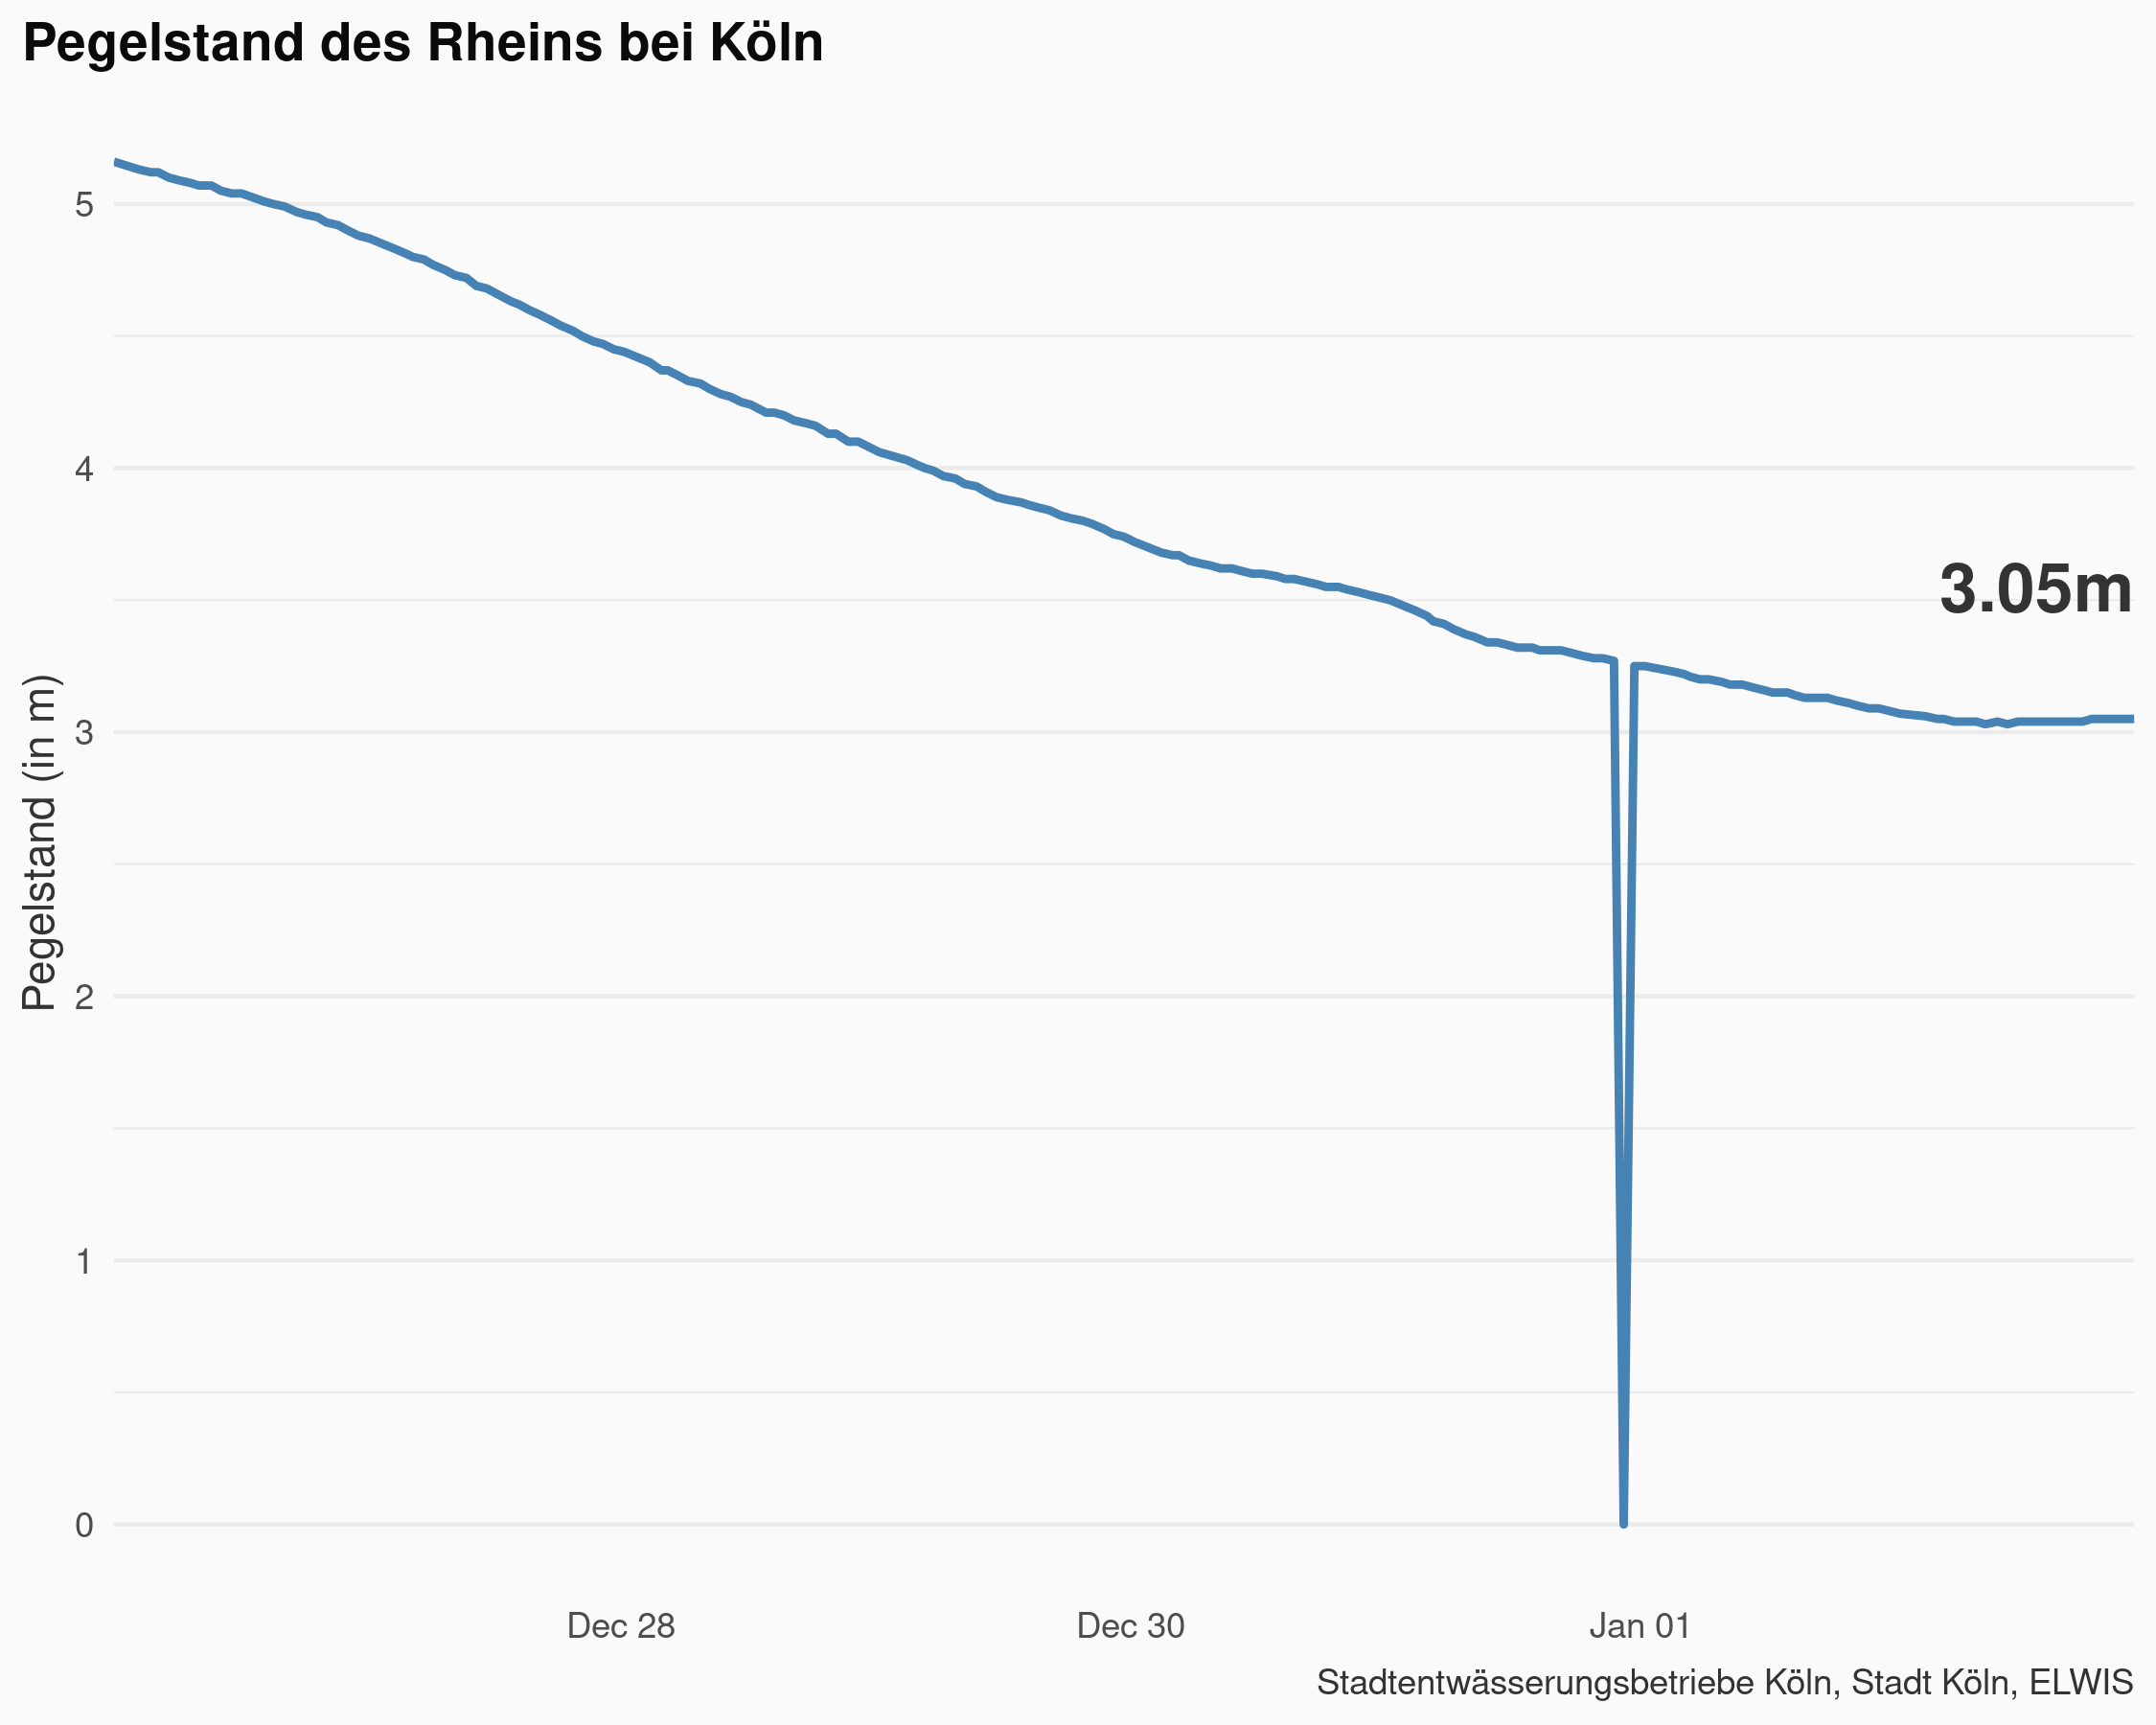 Pegelstand des Rheins bei Köln
Pegelstand (in m)
5
4
3
2
1
0
3.05m
Dec 28
Dec 30
Jan 01
Stadtentwässerungsbetriebe Köln, Stadt Köln, ELWIS